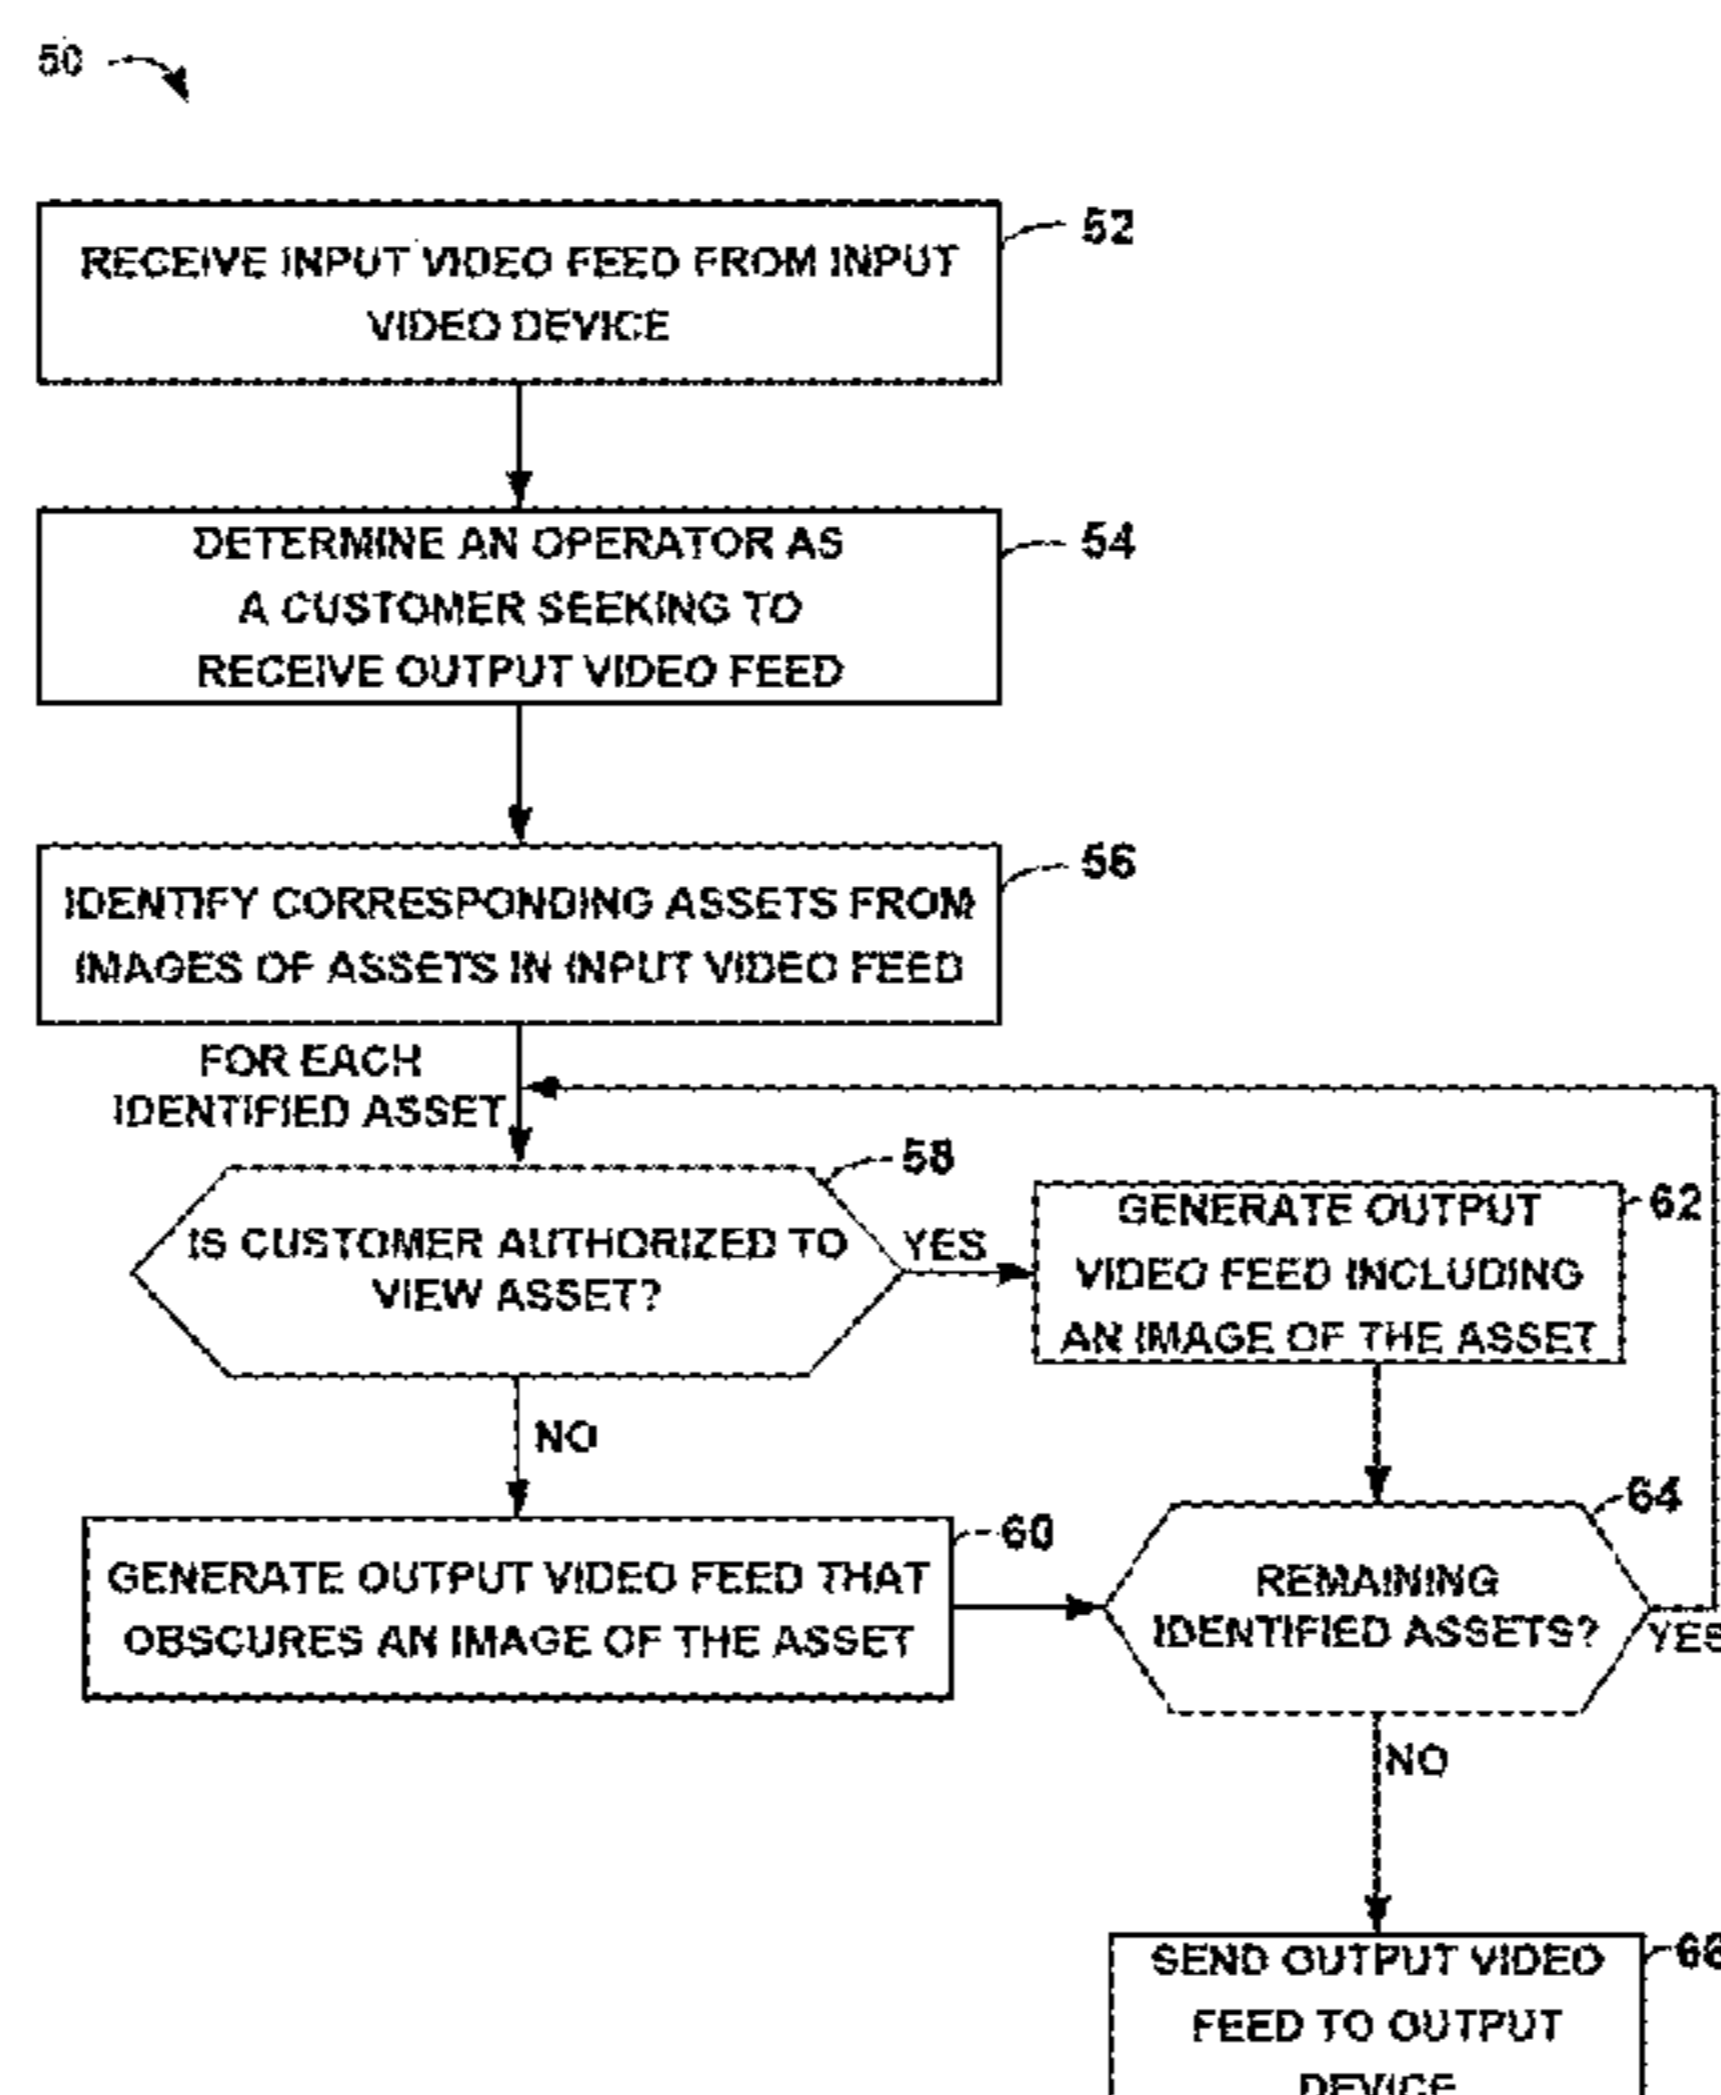 50
RECEIVE INPUT VIDEO FEED FROM INPUT
VIDEO DEVICE
52
DETERMINE AN OPERATOR AS
A CUSTOMER SEEKING TO
RECEIVE OUTPUT VIDEO FEED
54
IDENTIFY CORRESPONDING ASSETS FROM
IMAGES OF ASSETS IN INPUT VIDEO FEED
56
FOR EACH
IDENTIFIED ASSET
IS CUSTOMER AUTHORIZED TO
VIEW ASSET?
58
YES
GENERATE OUTPUT
VIDEO FEED INCLUDING
AN IMAGE OF THE ASSET
62
NO
GENERATE OUTPUT VIDEO FEED THAT
OBSCURES AN IMAGE OF THE ASSET
60
REMAINING
IDENTIFIED ASSETS?
64
YES
NO
SEND OUTPUT VIDEO
FEED TO OUTPUT
DEVICE
66